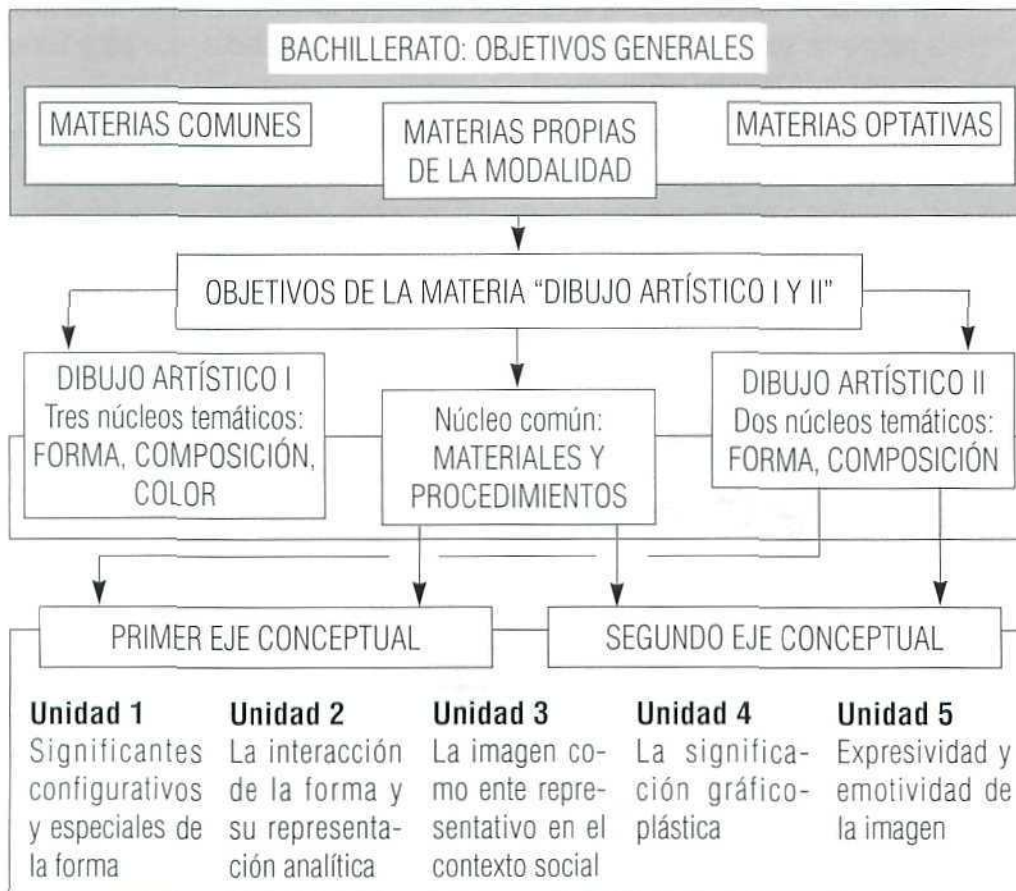 BACHILLERATO: OBJETIVOS GENERALES
MATERIAS COMUNES
MATERIAS PROPIAS
DE LA MODALIDAD
MATERIAS OPTATIVAS
OBJETIVOS DE LA MATERIA “DIBUJO ARTÍSTICO I Y II”
DIBUJO ARTÍSTICO I
Tres núcleos temáticos:
FORMA, COMPOSICIÓN,
COLOR
Núcleo común:
MATERIALES Y
PROCEDIMIENTOS
DIBUJO ARTÍSTICO II
Dos núcleos temáticos:
FORMA, COMPOSICIÓN
PRIMER EJE CONCEPTUAL
SEGUNDO EJE CONCEPTUAL
Unidad 1
Significantes
configurativos
y especiales de
la forma
Unidad 2
La interacción
de la forma y
su representa-
ción analítica
Unidad 3
La imagen co-
mo ente repre-
sentativo en el
contexto social
Unidad 4
La significa-
ción gráfico-
plástica
Unidad 5
Expresividad y
emotividad de
la imagen